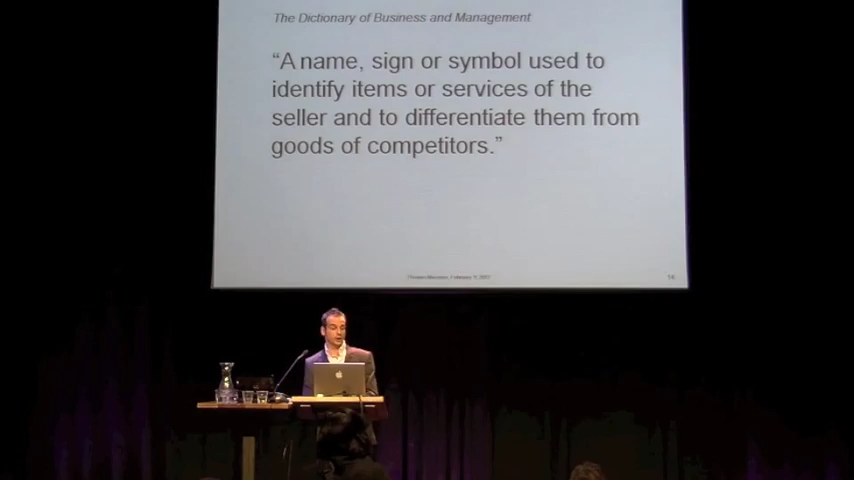 The Dictionary of Business and Management
“A name, sign or symbol used to
identify items or services of the
seller and to differentiate them from
goods of competitors.”